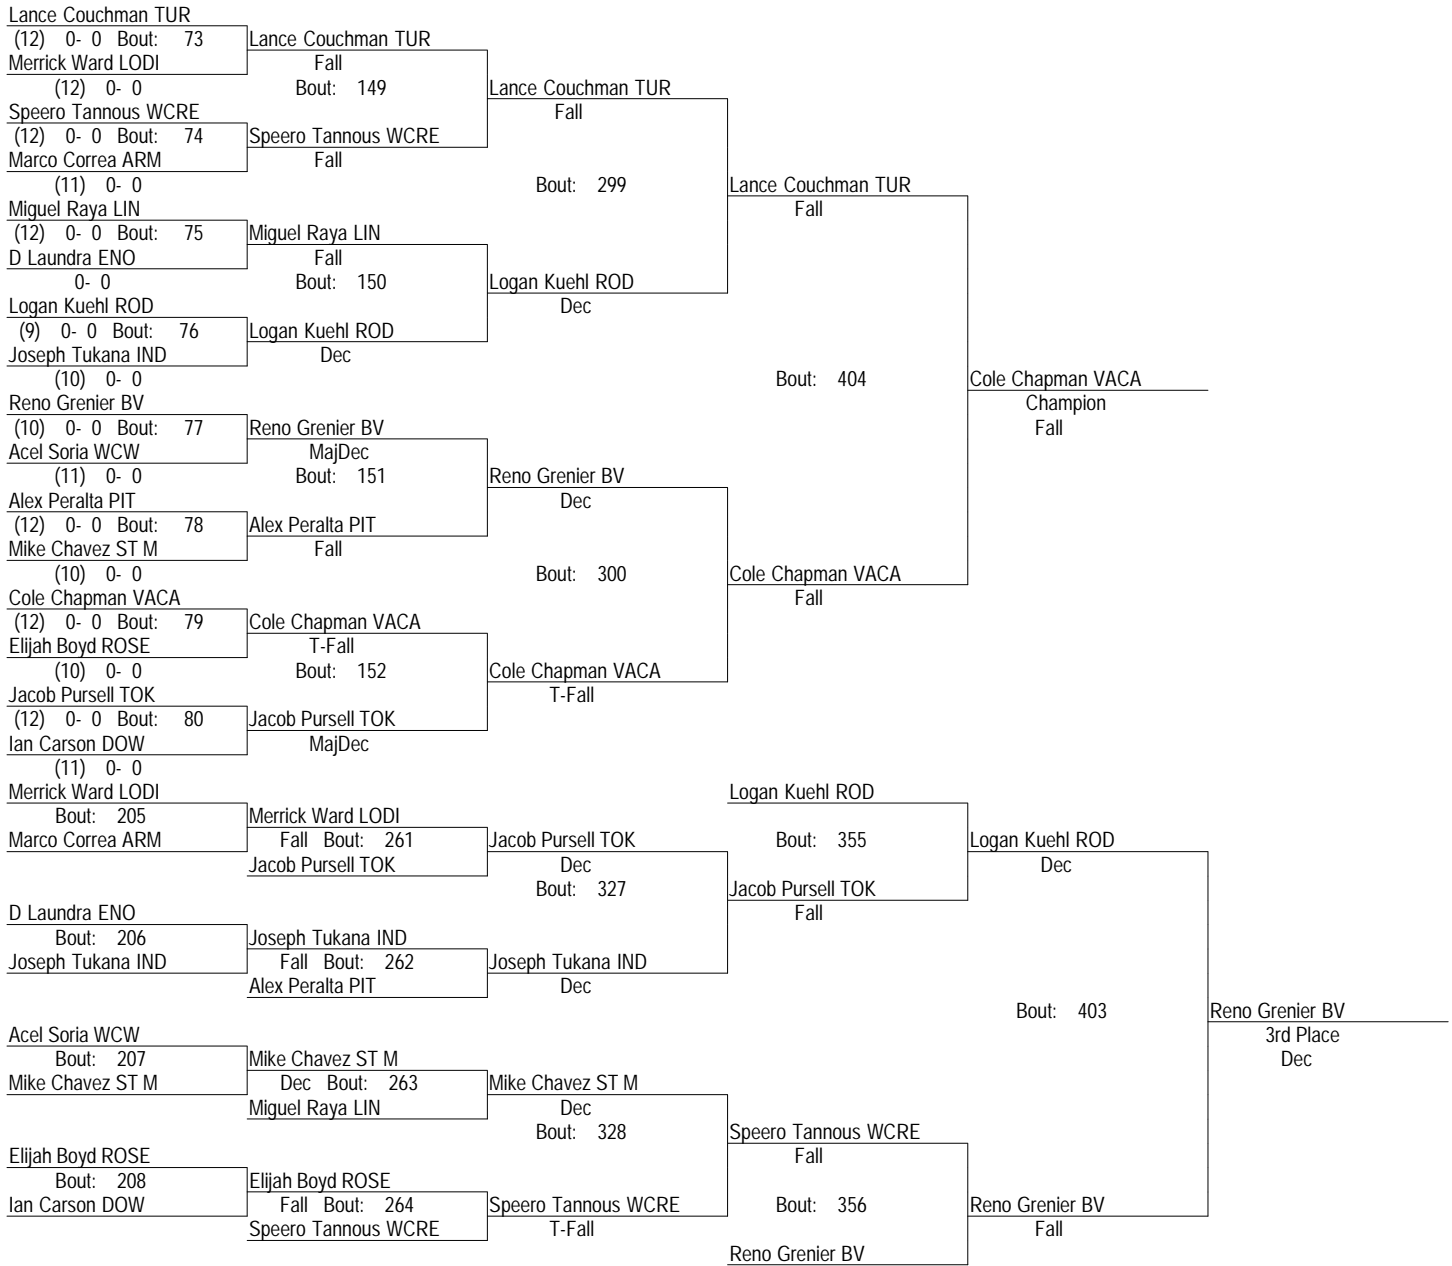 Lance Couchman TUR
(12) 0- 0 Bout: 73 Lance Couchman TUR
Merrick Ward LODI Fall
(12) 0- 0 Bout: 149 Lance Couchman TUR
Speero Tannous WCRE Fall
(12) 0- 0 Bout: 74 Speero Tannous WCRE
Marco Correa ARM Fall
(11) 0- 0 Bout: 299 Lance Couchman TUR
Miguel Raya LIN Fall
(12) 0- 0 Bout: 75 Miguel Raya LIN
D Laundra ENO Fall
0- 0 Bout: 150 Logan Kuehl ROD
Logan Kuehl ROD Dec
(9) 0- 0 Bout: 76 Logan Kuehl ROD
Joseph Tukana IND Dec
(10) 0- 0 Bout: 404 Cole Chapman VACA
Reno Grenier BV Champion
(10) 0- 0 Bout: 77 Reno Grenier BV Fall
Acel Soria WCW MajDec
(11) 0- 0 Bout: 151 Reno Grenier BV
Alex Peralta PIT Dec
(12) 0- 0 Bout: 78 Alex Peralta PIT
Mike Chavez ST M Fall
(10) 0- 0 Bout: 300 Cole Chapman VACA
Cole Chapman VACA Fall
(12) 0- 0 Bout: 79 Cole Chapman VACA
Elijah Boyd ROSE T-Fall
(10) 0- 0 Bout: 152 Cole Chapman VACA
Jacob Pursell TOK T-Fall
(12) 0- 0 Bout: 80 Jacob Pursell TOK
Ian Carson DOW MajDec
(11) 0- 0
Merrick Ward LODI Logan Kuehl ROD
Bout: 205 Merrick Ward LODI
Marco Correa ARM Fall Bout: 261 Jacob Pursell TOK Bout: 355 Logan Kuehl ROD
Jacob Pursell TOK Dec Dec
Bout: 327 Jacob Pursell TOK
D Laundra ENO Fall
Bout: 206 Joseph Tukana IND
Joseph Tukana IND Fall Bout: 262 Joseph Tukana IND
Alex Peralta PIT Dec
Bout: 403 Reno Grenier BV
Acel Soria WCW 3rd Place
Bout: 207 Mike Chavez ST M Dec
Mike Chavez ST M Dec Bout: 263 Mike Chavez ST M
Miguel Raya LIN Dec
Bout: 328 Speero Tannous WCRE
Elijah Boyd ROSE Fall
Bout: 208 Elijah Boyd ROSE
Ian Carson DOW Fall Bout: 264 Speero Tannous WCRE Bout: 356 Reno Grenier BV
Speero Tannous WCRE T-Fall Fall
Reno Grenier BV